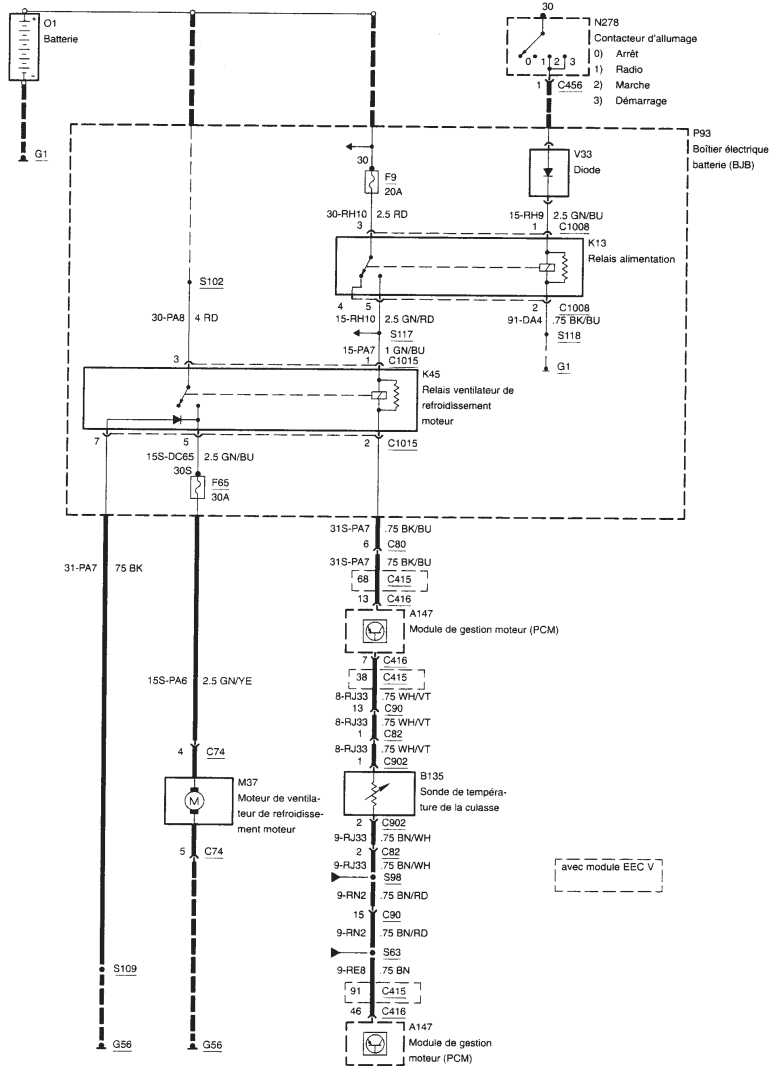 O1
Batterie
G1
30
N278
Contacteur d'allumage
0) Arrêt
1) Radio
2) Marche
3) Démarrage
0 1 2 3
1 C456
P93
Boîtier électrique
batterie (BJB)
V33
Diode
30
F9
20A
30-RH10 2.5 RD
15-RH9 2.5 GN/BU
3
1 C1008
K13
Relais alimentation
S102
4 5
2 C1008
30-PA8 4 RD
15-RH10 2.5 GN/RD
91-DA4 .75 BK/BU
S117
S118
15-PA7 1 GN/BU
3
1 C1015
G1
K45
Relais ventilateur de
refroidissement
moteur
7 5 2 C1015
15S-DC65 2.5 GN/BU
30S
F65
30A
31S-PA7 .75 BK/BU
6 C80
31-PA7 75 BK
31S-PA7 .75 BK/BU
68 C415
13 C416
A147
Module de gestion moteur (PCM)
7 C416
38 C415
15S-PA6 2.5 GN/YE
8-RJ33 .75 WH/VT
13 C90
8-RJ33 .75 WH/VT
1 C82
8-RJ33 .75 WH/VT
4 C74
1 C902
M37
Moteur de ventila-
teur de refroidisse-
ment moteur
M
B135
Sonde de tempéra-
ture de la culasse
2 C902
9-RJ33 .75 BN/WH
5 C74
2 C82
9-RJ33 .75 BN/WH
S98
avec module EEC V
9-RN2 .75 BN/RD
15 C90
9-RN2 .75 BN/RD
S63
S109
9-RE8 .75 BN
91 C415
46 C416
A147
Module de gestion
moteur (PCM)
G56
G56